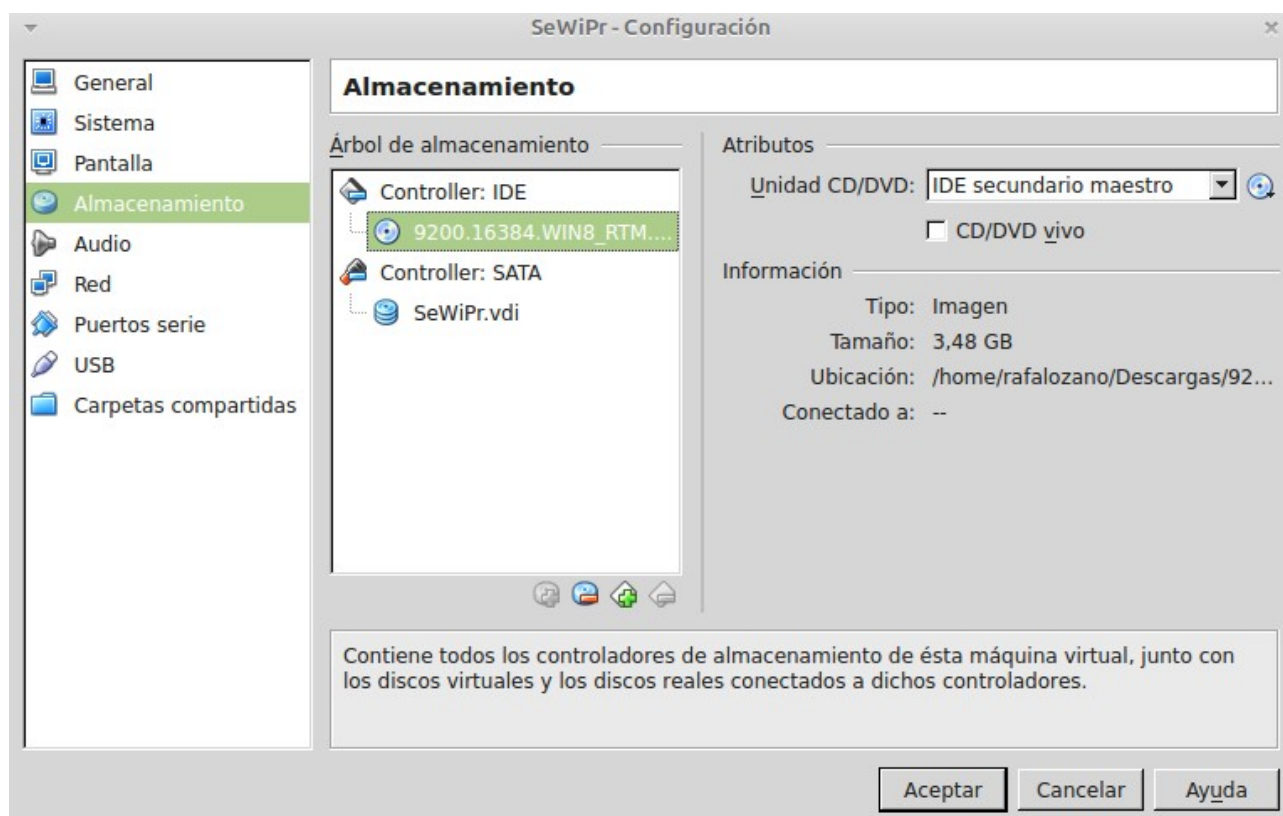 SeWiPr - Configuración
General
Sistema
Pantalla
Almacenamiento
Audio
Red
Puertos serie
USB
Carpetas compartidas
Almacenamiento
Árbol de almacenamiento
Controller: IDE
9200.16384.WIN8_RTM....
Controller: SATA
SeWiPr.vdi
Atributos
Unidad CD/DVD: IDE secundario maestro
CD/DVD vivo
Información
Tipo: Imagen
Tamaño: 3,48 GB
Ubicación: /home/rafalozano/Descargas/92...
Conectado a: --
Contiene todos los controladores de almacenamiento de ésta máquina virtual, junto con
los discos virtuales y los discos reales conectados a dichos controladores.
Aceptar Cancelar Ayuda